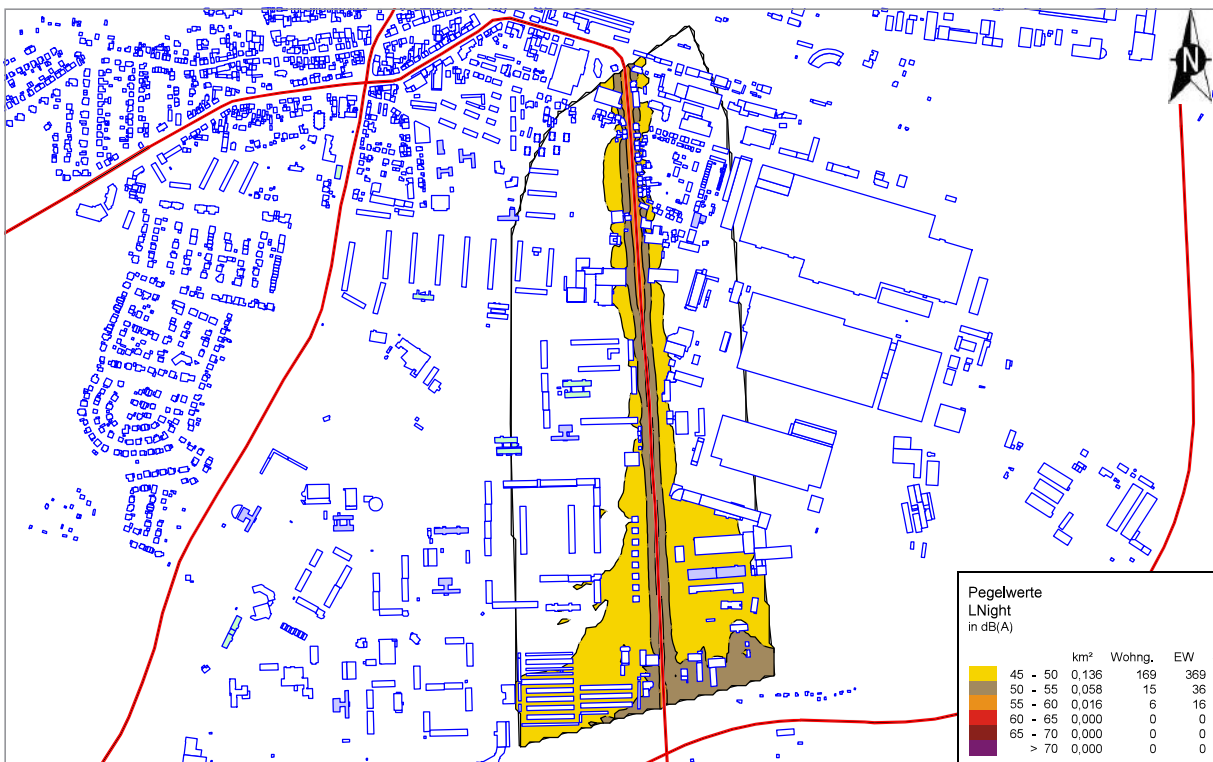 N
Pegelwerte
LNight
in dB(A)
km² Wohng. EW
45 - 50 0,136 169 369
50 - 55 0,058 15 36
55 - 60 0,016 6 16
60 - 65 0,000 0 0
65 - 70 0,000 0 0
> 70 0,000 0 0